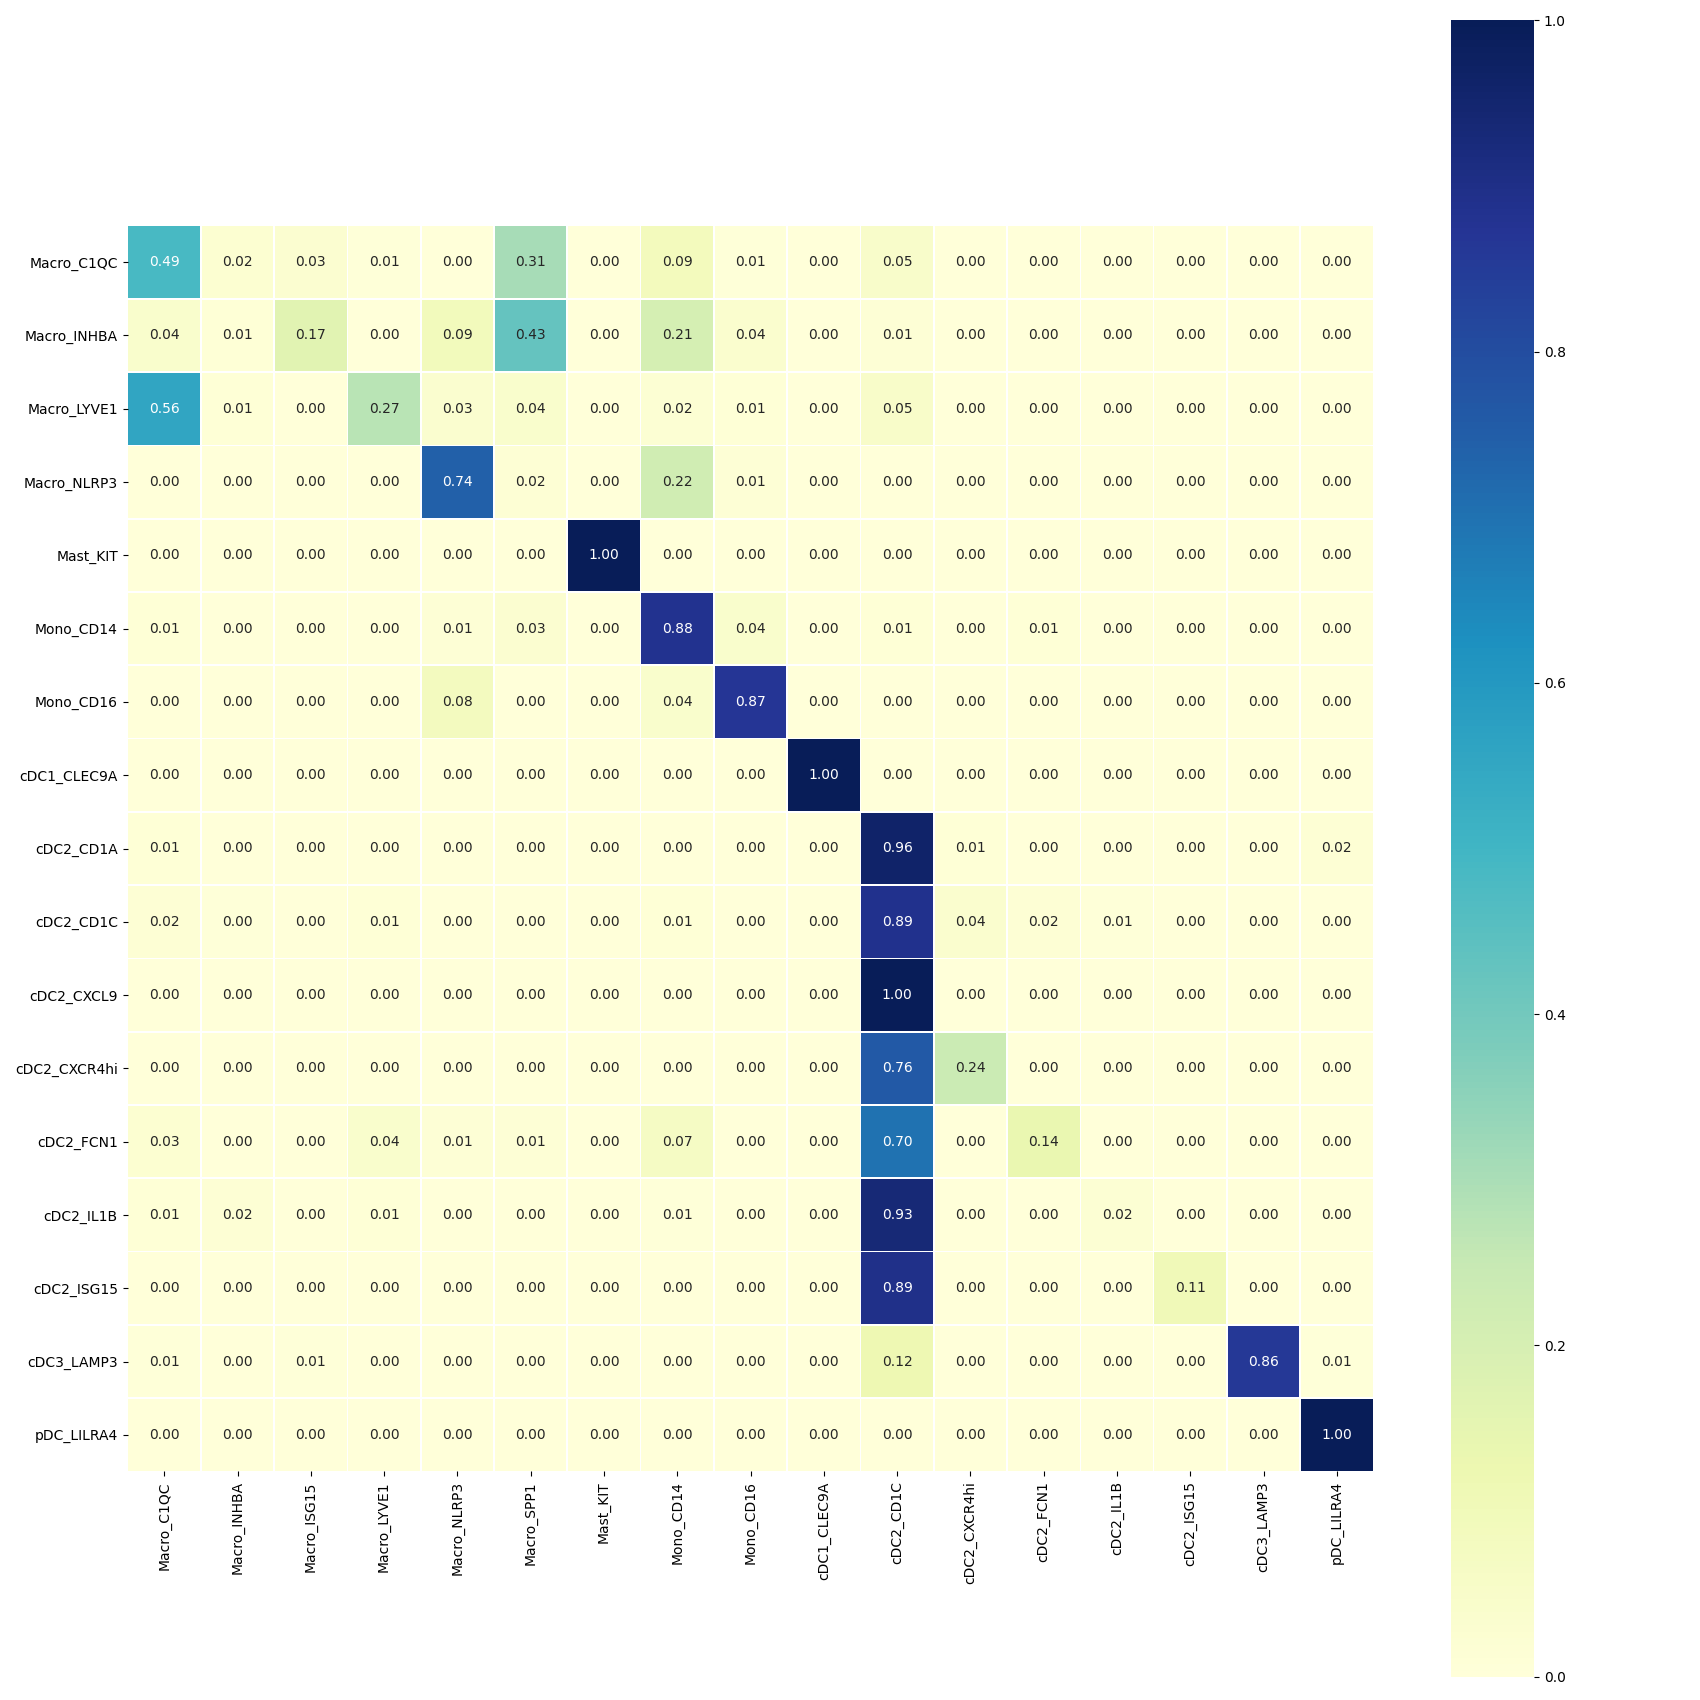 1.0
0.8
0.6
0.4
0.2
0.0
Macro_C1QC 0.49 0.02 0.03 0.01 0.00 0.31 0.00 0.09 0.01 0.00 0.05 0.00 0.00 0.00 0.00 0.00 0.00
Macro_INHBA 0.04 0.01 0.17 0.00 0.09 0.43 0.00 0.21 0.04 0.00 0.01 0.00 0.00 0.00 0.00 0.00 0.00
Macro_LYVE1 0.56 0.01 0.00 0.27 0.03 0.04 0.00 0.02 0.01 0.00 0.05 0.00 0.00 0.00 0.00 0.00 0.00
Macro_NLRP3 0.00 0.00 0.00 0.00 0.74 0.02 0.00 0.22 0.01 0.00 0.00 0.00 0.00 0.00 0.00 0.00 0.00
Mast_KIT 0.00 0.00 0.00 0.00 0.00 0.00 1.00 0.00 0.00 0.00 0.00 0.00 0.00 0.00 0.00 0.00 0.00
Mono_CD14 0.01 0.00 0.00 0.00 0.01 0.03 0.00 0.88 0.04 0.00 0.01 0.00 0.01 0.00 0.00 0.00 0.00
Mono_CD16 0.00 0.00 0.00 0.00 0.08 0.00 0.00 0.04 0.87 0.00 0.00 0.00 0.00 0.00 0.00 0.00 0.00
cDC1_CLEC9A 0.00 0.00 0.00 0.00 0.00 0.00 0.00 0.00 0.00 1.00 0.00 0.00 0.00 0.00 0.00 0.00 0.00
cDC2_CD1A 0.01 0.00 0.00 0.00 0.00 0.00 0.00 0.00 0.00 0.00 0.96 0.01 0.00 0.00 0.00 0.00 0.02
cDC2_CD1C 0.02 0.00 0.00 0.01 0.00 0.00 0.00 0.01 0.00 0.00 0.89 0.04 0.02 0.01 0.00 0.00 0.00
cDC2_CXCL9 0.00 0.00 0.00 0.00 0.00 0.00 0.00 0.00 0.00 0.00 1.00 0.00 0.00 0.00 0.00 0.00 0.00
cDC2_CXCR4hi 0.00 0.00 0.00 0.00 0.00 0.00 0.00 0.00 0.00 0.00 0.76 0.24 0.00 0.00 0.00 0.00 0.00
cDC2_FCN1 0.03 0.00 0.00 0.04 0.01 0.01 0.00 0.07 0.00 0.00 0.70 0.00 0.14 0.00 0.00 0.00 0.00
cDC2_IL1B 0.01 0.02 0.00 0.01 0.00 0.00 0.00 0.01 0.00 0.00 0.93 0.00 0.00 0.02 0.00 0.00 0.00
cDC2_ISG15 0.00 0.00 0.00 0.00 0.00 0.00 0.00 0.00 0.00 0.00 0.89 0.00 0.00 0.00 0.11 0.00 0.00
cDC3_LAMP3 0.01 0.00 0.01 0.00 0.00 0.00 0.00 0.00 0.00 0.00 0.12 0.00 0.00 0.00 0.00 0.86 0.01
pDC_LILRA4 0.00 0.00 0.00 0.00 0.00 0.00 0.00 0.00 0.00 0.00 0.00 0.00 0.00 0.00 0.00 0.00 1.00
Macro_C1QC
Macro_INHBA
Macro_ISG15
Macro_LYVE1
Macro_NLRP3
Macro_SPP1
Mast_KIT
Mono_CD14
Mono_CD16
cDC1_CLEC9A
cDC2_CD1C
cDC2_CXCR4hi
cDC2_FCN1
cDC2_IL1B
cDC2_ISG15
cDC3_LAMP3
pDC_LILRA4